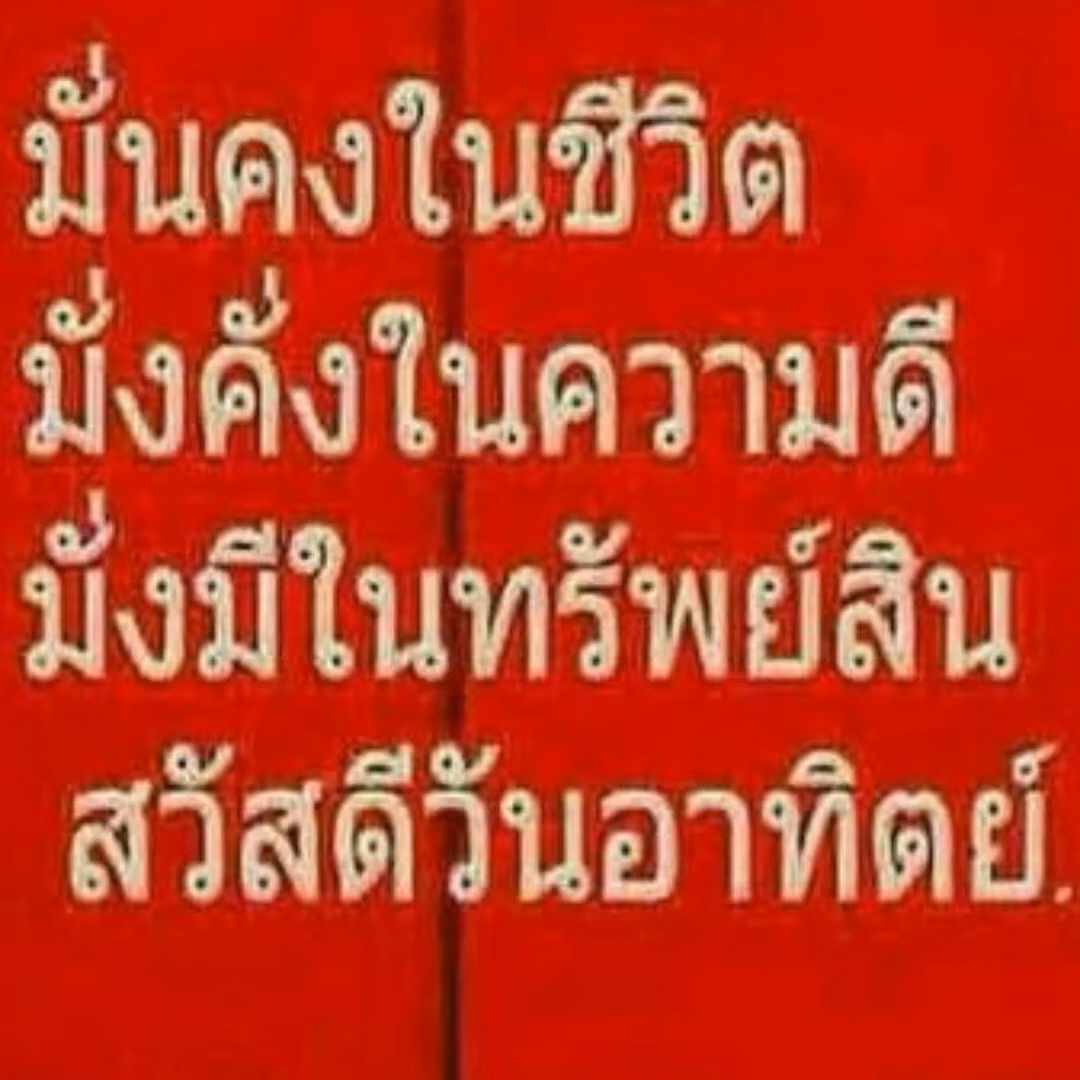 มั่นคงในชีวิต
มั่งคั่งในความดี
มั่งมีในทรัพย์สิน
สวัสดีวันอาทิตย์.